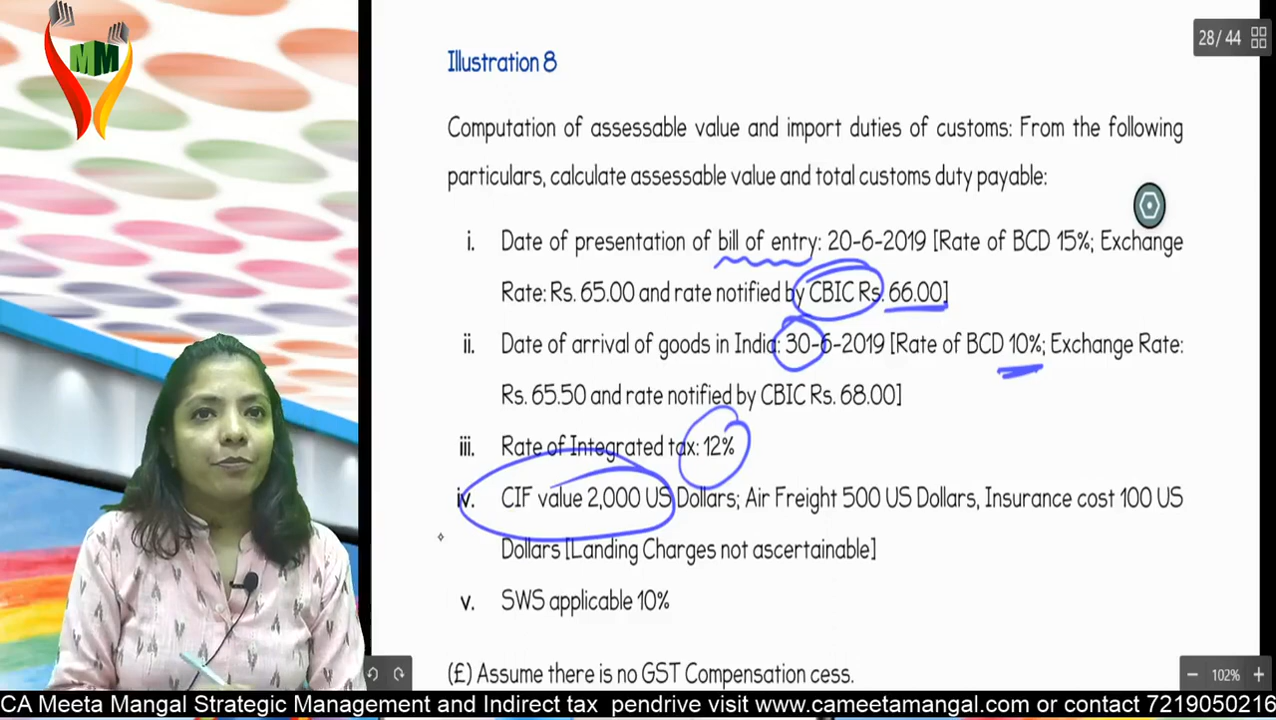 MM
28/ 44
Illustration 8
Computation of assessable value and import duties of customs: From the following
particulars, calculate assessable value and total customs duty payable:
i. Date of presentation of bill of entry: 20-6-2019 [Rate of BCD 15%; Exchange
Rate: Rs. 65.00 and rate notified by CBIC Rs. 66.00]
ii. Date of arrival of goods in India: 30-6-2019 [Rate of BCD 10%; Exchange Rate:
Rs. 65.50 and rate notified by CBIC Rs. 68.00]
iii. Rate of Integrated tax: 12%
iv. CIF value 2,000 US Dollars; Air Freight 500 US Dollars, Insurance cost 100 US
Dollars [Landing Charges not ascertainable]
v. SWS applicable 10%
(£) Assume there is no GST Compensation cess.
102%
CA Meeta Mangal Strategic Management and Indirect tax pendrive visit www.cameetamangal.com or contact 7219050216